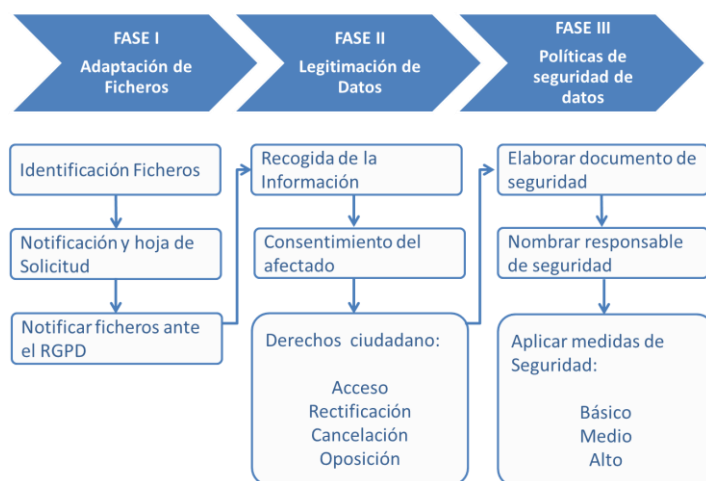 FASE I
Adaptación de
Ficheros
FASE II
Legitimación de
Datos
FASE III
Políticas de
seguridad de
datos
Identificación Ficheros
Notificación y hoja de
Solicitud
Notificar ficheros ante
el RGPD
Recogida de la
Información
Consentimiento del
afectado
Derechos ciudadano:
Acceso
Rectificación
Cancelación
Oposición
Elaborar documento de
seguridad
Nombrar responsable
de seguridad
Aplicar medidas de
Seguridad:
Básico
Medio
Alto